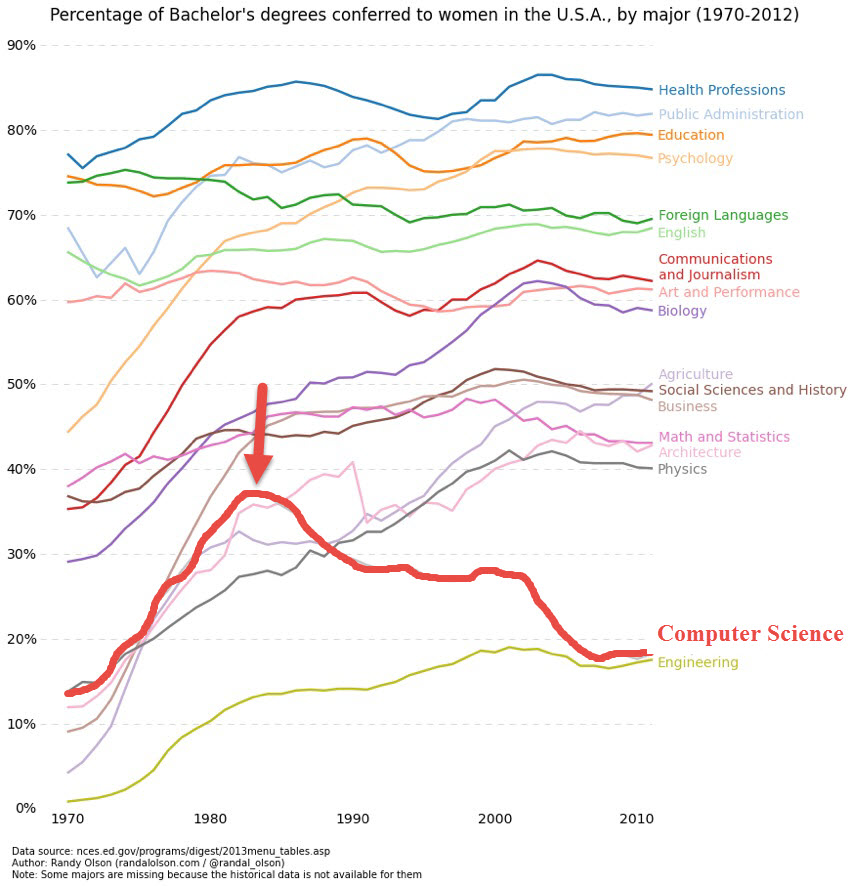 Percentage of Bachelor's degrees conferred to women in the U.S.A., by major (1970-2012)
90%
80%
70%
60%
50%
40%
30%
20%
10%
0%
Health Professions
Public Administration
Education
Psychology
Foreign Languages
English
Communications
and Journalism
Art and Performance
Biology
Agriculture
Social Sciences and History
Business
Math and Statistics
Architecture
Physics
Computer Science
Engineering
1970
1980
1990
2000
2010
Data source: nces.ed.gov/programs/digest/2013menu_tables.asp
Author: Randy Olson (randalolson.com / @randal_olson)
Note: Some majors are missing because the historical data is not available for them